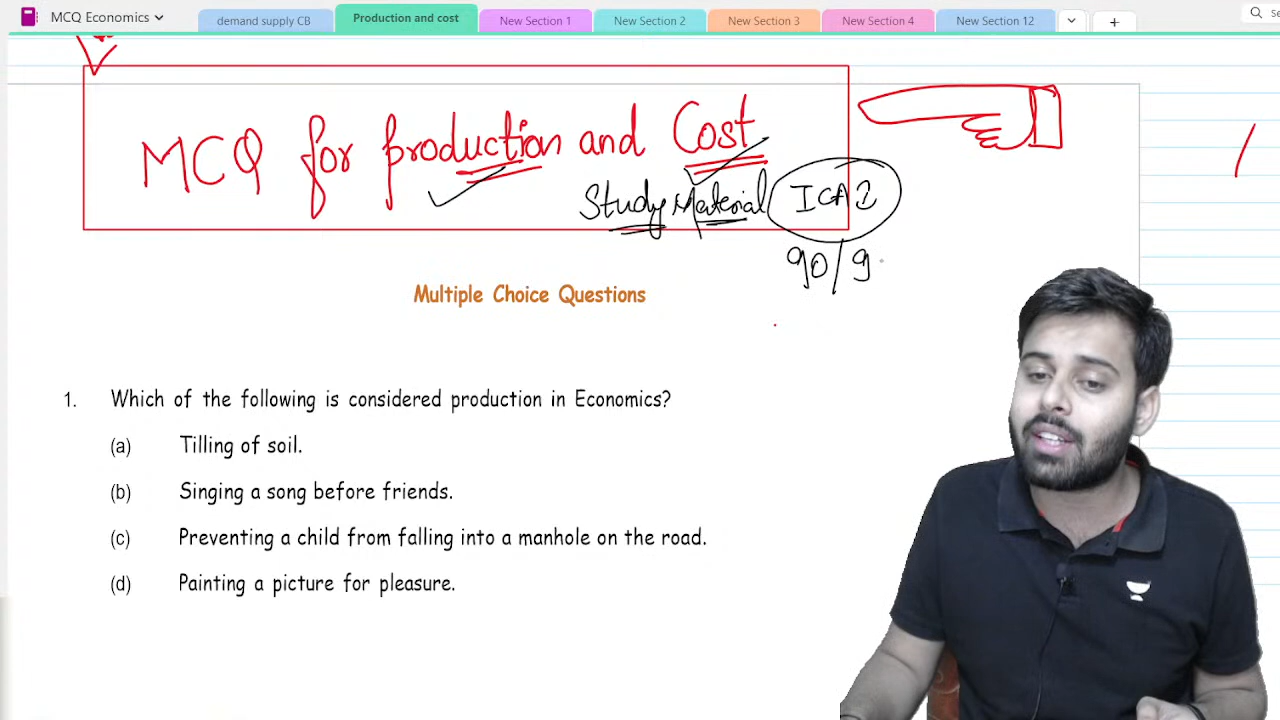 MCQ Economics
demand supply CB
Production and cost
New Section 1
New Section 2
New Section 3
New Section 4
New Section 12
MCQ for production and Cost
Study Material ICAI
90/9
Multiple Choice Questions
1. Which of the following is considered production in Economics?
(a) Tilling of soil.
(b) Singing a song before friends.
(c) Preventing a child from falling into a manhole on the road.
(d) Painting a picture for pleasure.